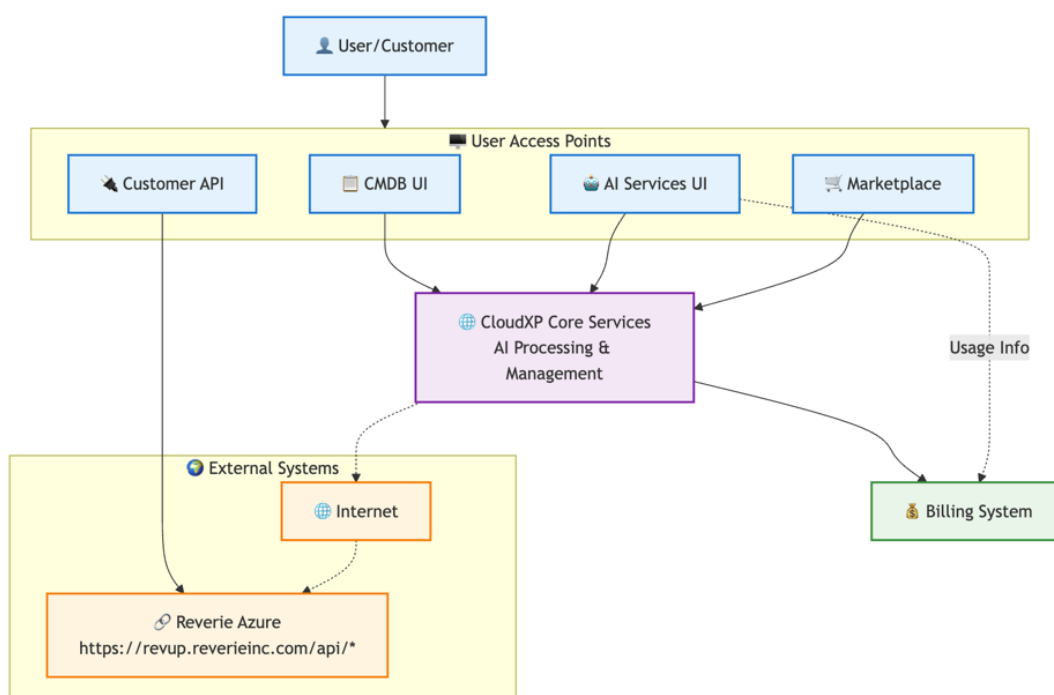 👤 User/Customer
🖥️ User Access Points
🔌 Customer API
📋 CMDB UI
🤖 AI Services UI
🛒 Marketplace
🌐 CloudXP Core Services
AI Processing &
Management
Usage Info
🌍 External Systems
🌐 Internet
💰 Billing System
🔗 Reverie Azure
https://revup.reverieinc.com/api/*